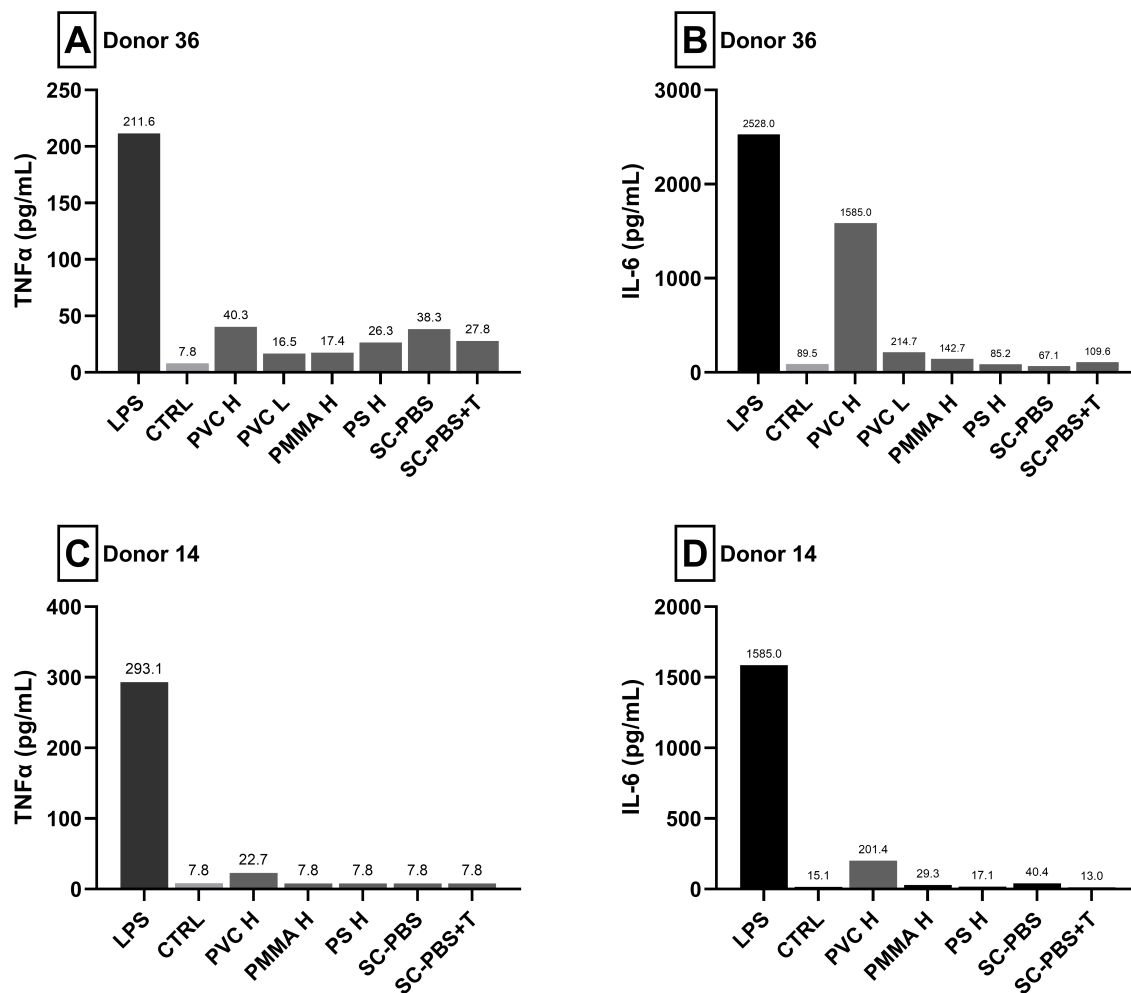 A Donor 36
TNFα (pg/mL)
250
200
150
100
50
0
211.6
7.8
40.3
16.5
17.4
26.3
38.3
27.8
LPS
CTRL
PVC H
PVC L
PMMA H
PS H
SC-PBS
SC-PBS+T
B Donor 36
IL-6 (pg/mL)
3000
2000
1000
0
2528.0
89.5
1585.0
214.7
142.7
85.2
67.1
109.6
LPS
CTRL
PVC H
PVC L
PMMA H
PS H
SC-PBS
SC-PBS+T
C Donor 14
TNFα (pg/mL)
400
300
200
100
0
293.1
7.8
22.7
7.8
7.8
7.8
7.8
LPS
CTRL
PVC H
PMMA H
PS H
SC-PBS
SC-PBS+T
D Donor 14
IL-6 (pg/mL)
2000
1500
1000
500
0
1585.0
15.1
201.4
29.3
17.1
40.4
13.0
LPS
CTRL
PVC H
PMMA H
PS H
SC-PBS
SC-PBS+T